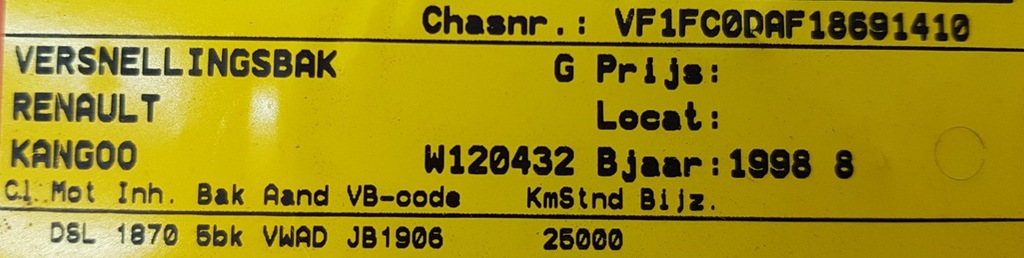 Chasnr.: VF1FC0DAF18691410
VERSNELLINGSBAK G Prijs:
RENAULT Locat:
KANGOO W120432 Bjaar:1998 8
C.l. Mot Inh. Bak Aand VB-code KmStnd Bijz.
DSL 1870 5bk VWAD JB1906 25000